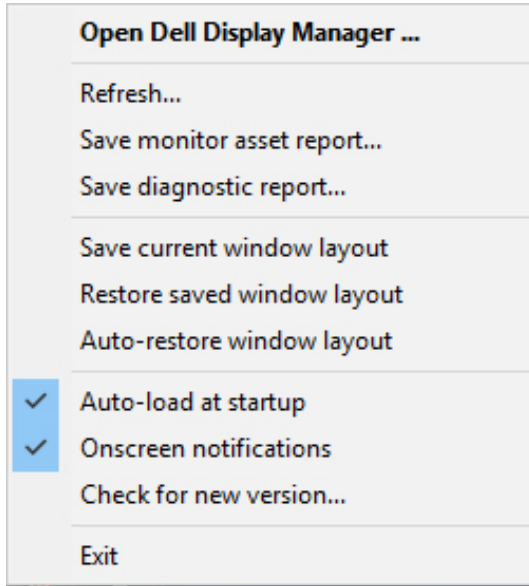 Open Dell Display Manager ...
Refresh...
Save monitor asset report...
Save diagnostic report...
Save current window layout
Restore saved window layout
Auto-restore window layout
Auto-load at startup
Onscreen notifications
Check for new version...
Exit